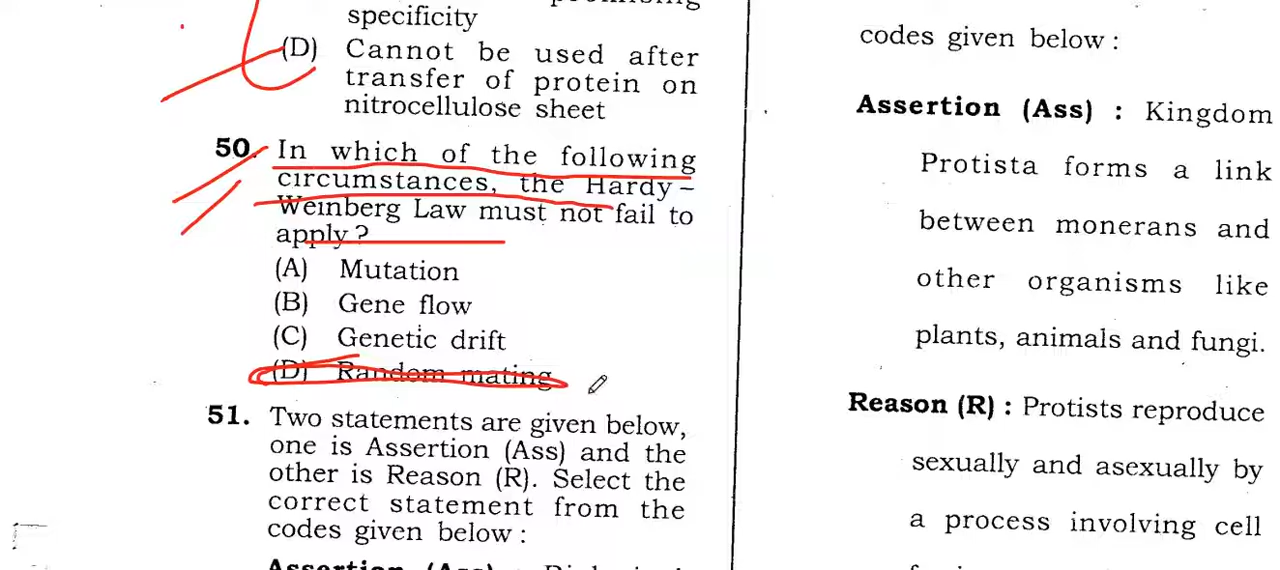 specificity
(D) Cannot be used after
transfer of protein on
nitrocellulose sheet
50. In which of the following
circumstances, the Hardy –
Weinberg Law must not fail to
apply ?
(A) Mutation
(B) Gene flow
(C) Genetic drift
(D) Random mating
51. Two statements are given below,
one is Assertion (Ass) and the
other is Reason (R). Select the
correct statement from the
codes given below :
Assertion (Ass) :
codes given below :
Assertion (Ass) : Kingdom
Protista forms a link
between monerans and
other organisms like
plants, animals and fungi.
Reason (R) : Protists reproduce
sexually and asexually by
a process involving cell